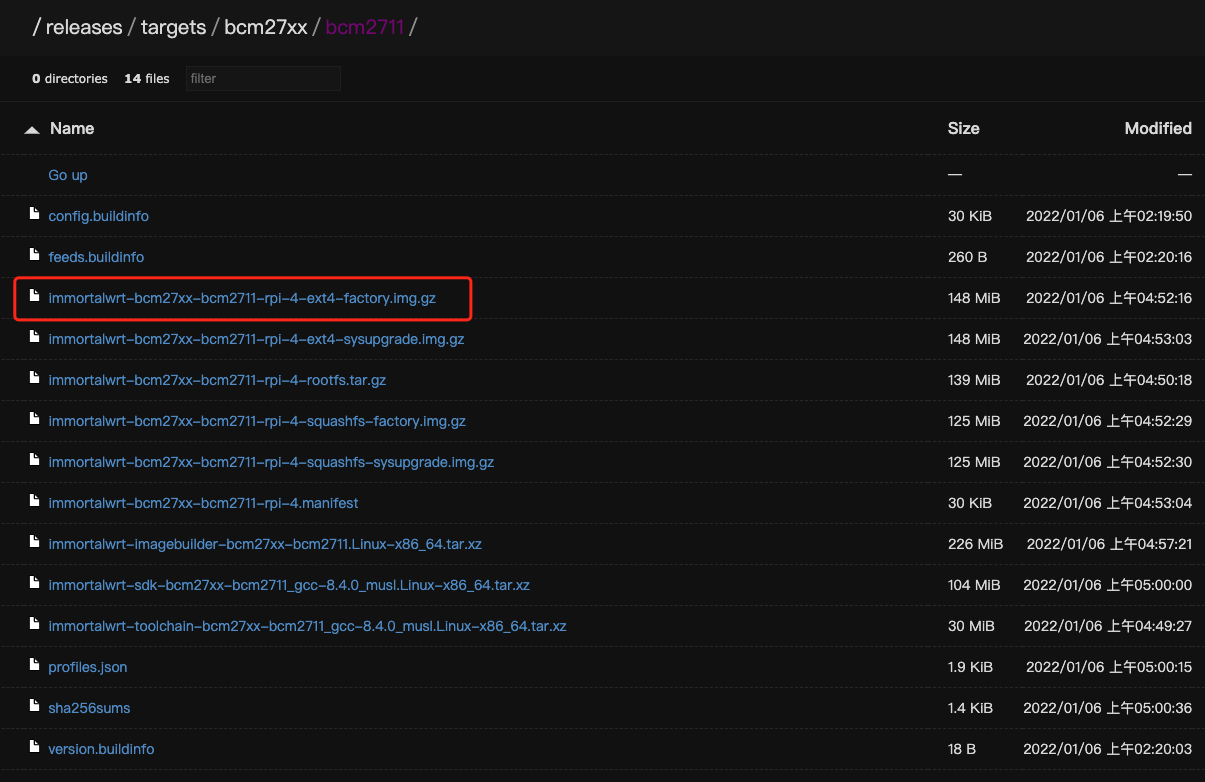 / releases / targets / bcm27xx / bcm2711 /
0 directories 14 files filter
Name Size Modified
Go up — —
config.buildinfo 30 KiB 2022/01/06 上午02:19:50
feeds.buildinfo 260 B 2022/01/06 上午02:20:16
immortalwrt-bcm27xx-bcm2711-rpi-4-ext4-factory.img.gz 148 MiB 2022/01/06 上午04:52:16
immortalwrt-bcm27xx-bcm2711-rpi-4-ext4-sysupgrade.img.gz 148 MiB 2022/01/06 上午04:53:03
immortalwrt-bcm27xx-bcm2711-rpi-4-rootfs.tar.gz 139 MiB 2022/01/06 上午04:50:18
immortalwrt-bcm27xx-bcm2711-rpi-4-squashfs-factory.img.gz 125 MiB 2022/01/06 上午04:52:29
immortalwrt-bcm27xx-bcm2711-rpi-4-squashfs-sysupgrade.img.gz 125 MiB 2022/01/06 上午04:52:30
immortalwrt-bcm27xx-bcm2711-rpi-4.manifest 30 KiB 2022/01/06 上午04:53:04
immortalwrt-imagebuilder-bcm27xx-bcm2711.Linux-x86_64.tar.xz 226 MiB 2022/01/06 上午04:57:21
immortalwrt-sdk-bcm27xx-bcm2711_gcc-8.4.0_musl.Linux-x86_64.tar.xz 104 MiB 2022/01/06 上午05:00:00
immortalwrt-toolchain-bcm27xx-bcm2711_gcc-8.4.0_musl.Linux-x86_64.tar.xz 30 MiB 2022/01/06 上午04:49:27
profiles.json 1.9 KiB 2022/01/06 上午05:00:15
sha256sums 1.4 KiB 2022/01/06 上午05:00:36
version.buildinfo 18 B 2022/01/06 上午02:20:03